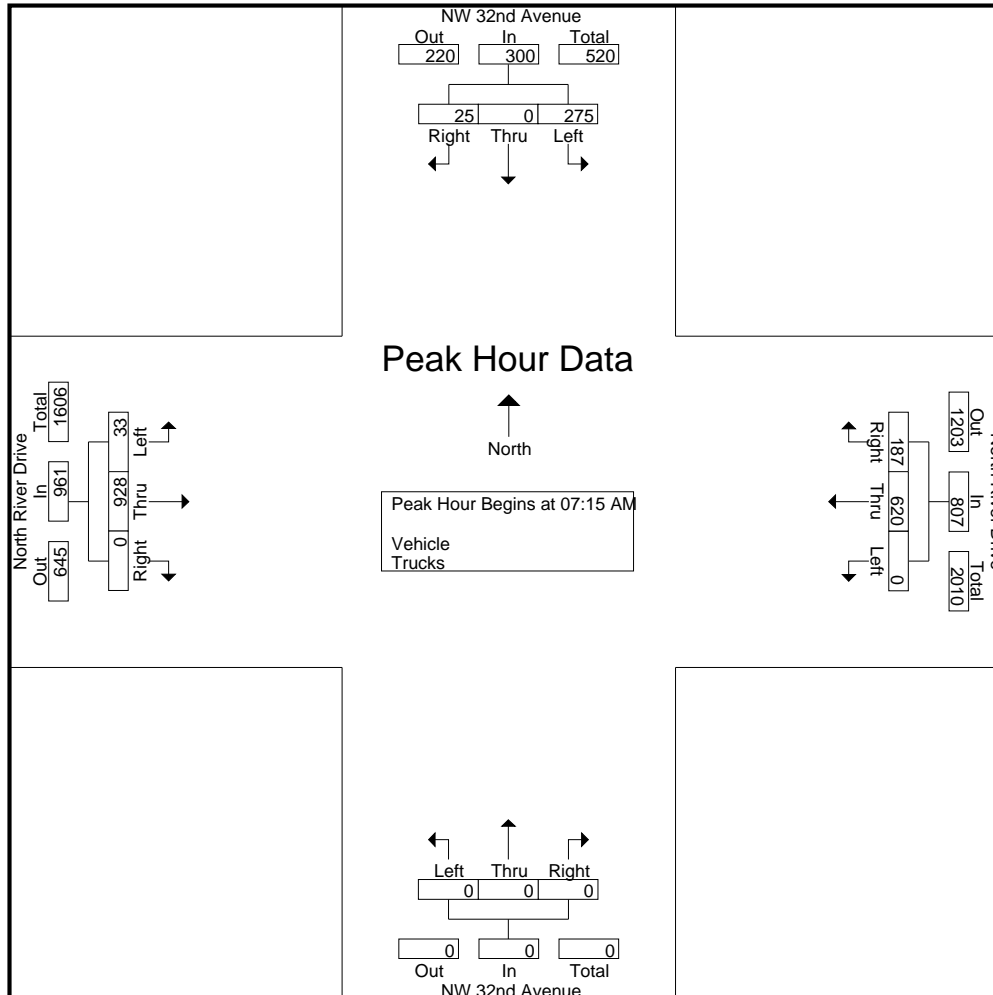 NW 32nd Avenue
Out In Total
220 300 520
25 0 275
Right Thru Left
Peak Hour Data
North
Peak Hour Begins at 07:15 AM
Vehicle
Trucks
North River Drive
Out In Total
645 961 1606
33 928 0
Left Thru Right
Out In Total
1203 807 2010
187 620 0
Right Thru Left
Left Thru Right
0 0 0
0 0 0
Out In Total
NW 32nd Avenue